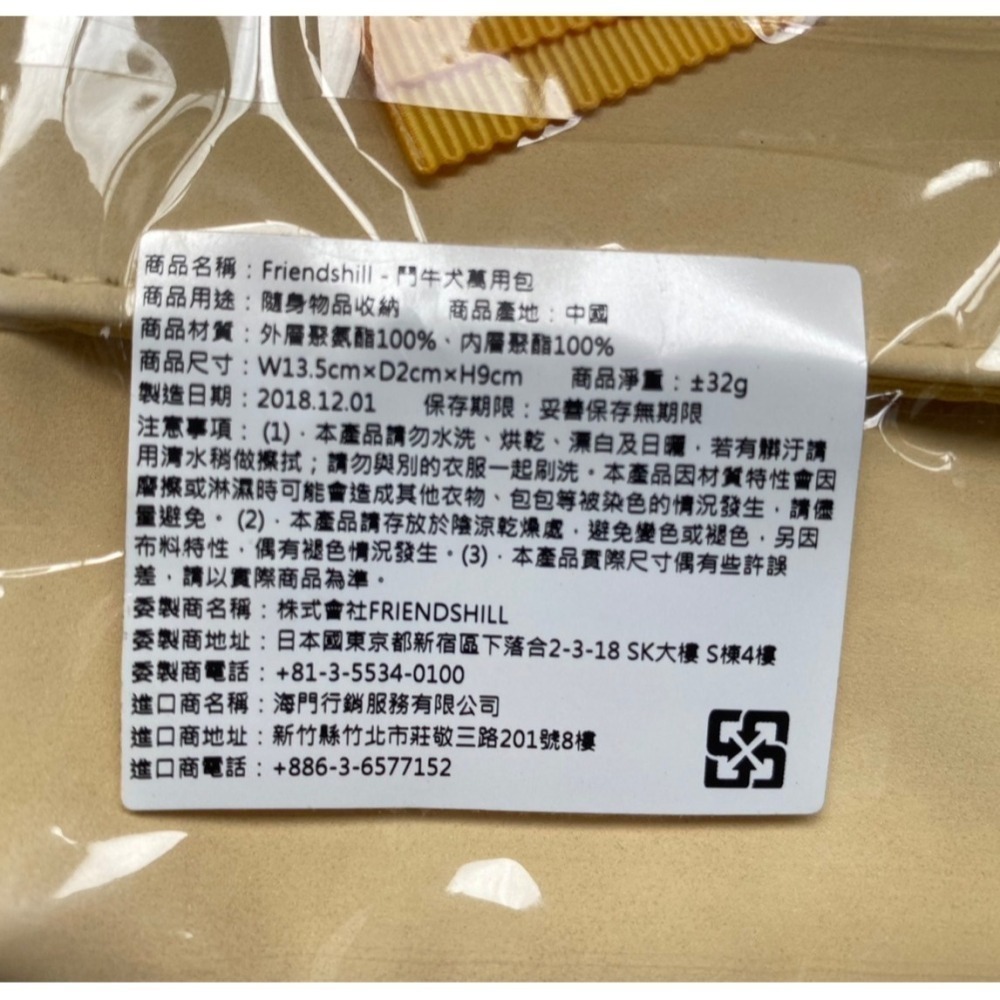 商品名稱：Friendshill - 鬥牛犬萬用包
商品用途：隨身物品收納　商品產地：中國
商品材質：外層聚氨酯100%、內層聚酯100%
商品尺寸：W13.5cm×D2cm×H9cm　商品淨重：±32g
製造日期：2018.12.01　保存期限：妥善保存無期限
注意事項：(1)．本產品請勿水洗、烘乾、漂白及日曬，若有髒汙請
用清水稍做擦拭；請勿與別的衣服一起刷洗。本產品因材質特性會因
磨擦或淋濕時可能會造成其他衣物、包包等被染色的情況發生，請儘
量避免。(2)．本產品請存放於陰涼乾燥處，避免變色或褪色，另因
布料特性，偶有褪色情況發生。(3)．本產品實際尺寸偶有些許誤
差，請以實際商品為準。
委製商名稱：株式會社FRIENDSHILL
委製商地址：日本國東京都新宿區下落合2-3-18 SK大樓 S棟4樓
委製商電話：+81-3-5534-0100
進口商名稱：海門行銷服務有限公司
進口商地址：新竹縣竹北市莊敬三路201號8樓
進口商電話：+886-3-6577152